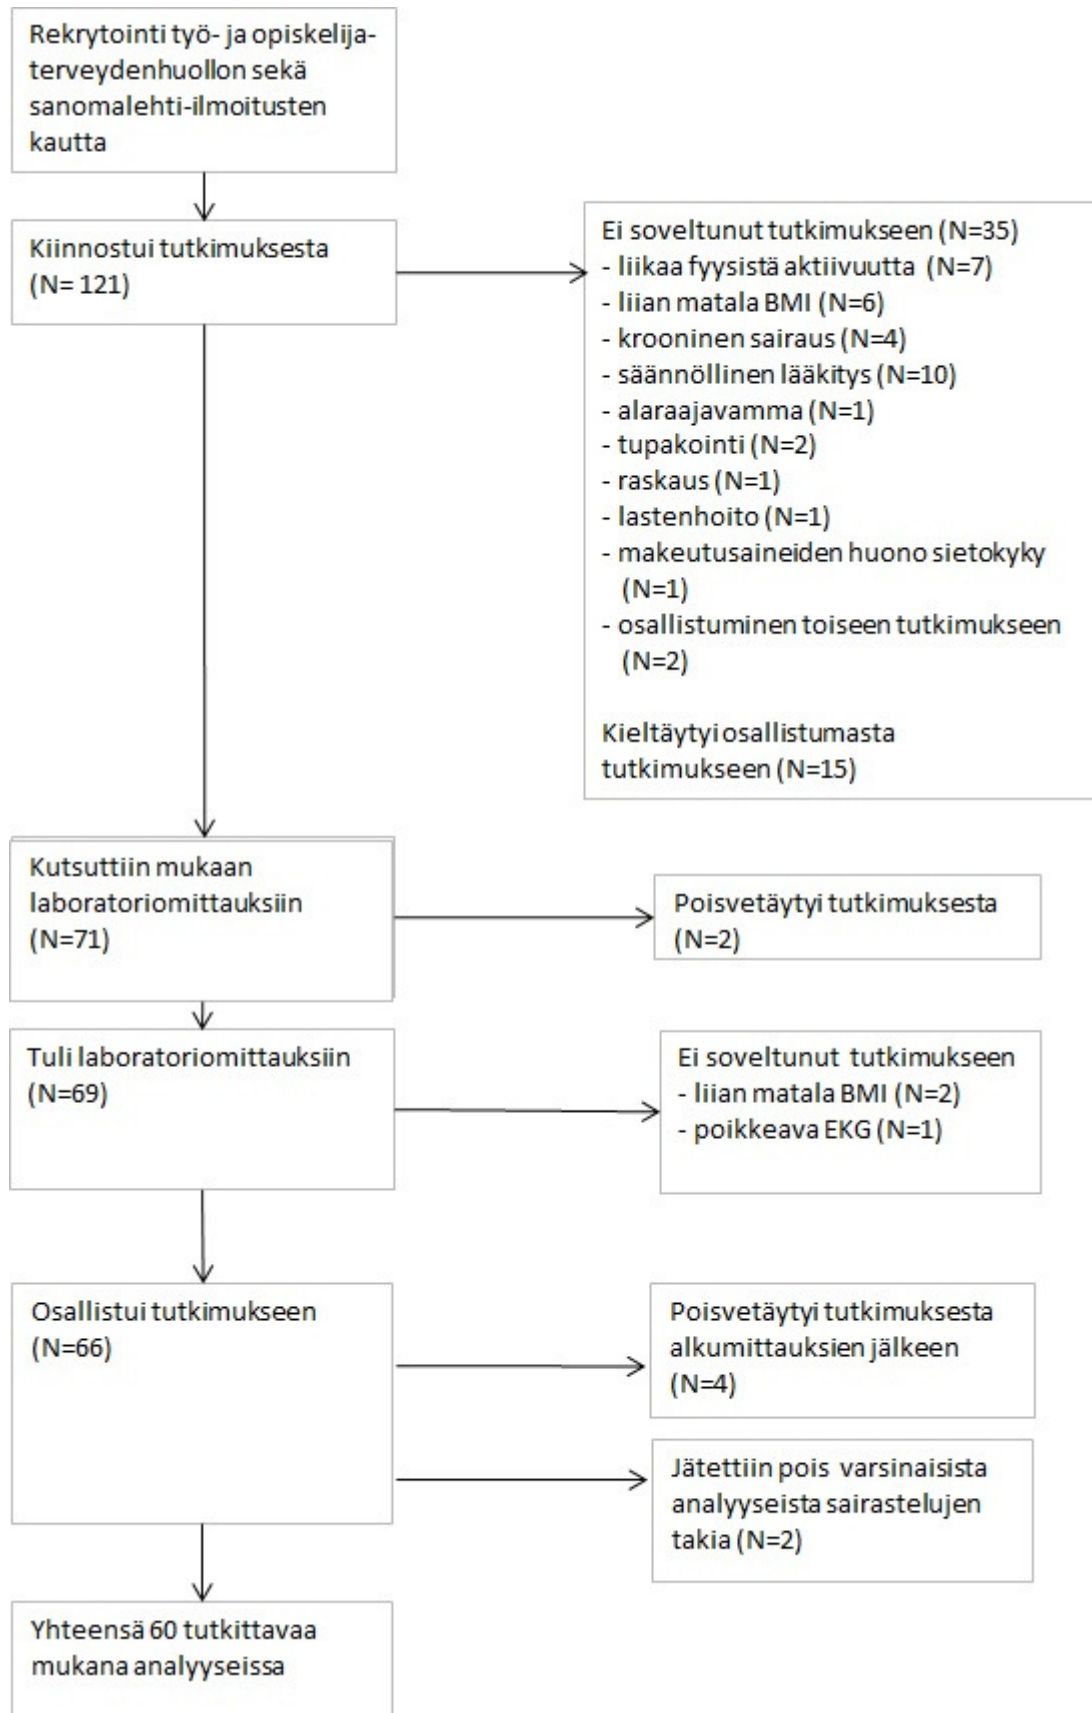 Rekrytointi työ- ja opiskelija-
terveydenhuollon sekä
sanomalehti-ilmoitusten
kautta
Kiinnostui tutkimuksesta
(N= 121)
Ei soveltunut tutkimukseen (N=35)
- liikaa fyysistä aktiivuutta (N=7)
- liian matala BMI (N=6)
- krooninen sairaus (N=4)
- säännöllinen lääkitys (N=10)
- alaraajavamma (N=1)
- tupakointi (N=2)
- raskaus (N=1)
- lastenhoito (N=1)
- makeutusaineiden huono sietokyky
(N=1)
- osallistuminen toiseen tutkimukseen
(N=2)
Kieltäytyi osallistumasta
tutkimukseen (N=15)
Kutsuttiin mukaan
laboratoriomittauksiin
(N=71)
Poisvetäytyi tutkimuksesta
(N=2)
Tuli laboratoriomittauksiin
(N=69)
Ei soveltunut tutkimukseen
- liian matala BMI (N=2)
- poikkeava EKG (N=1)
Osallistui tutkimukseen
(N=66)
Poisvetäytyi tutkimuksesta
alkumittauksien jälkeen
(N=4)
Jätettiin pois varsinaisista
analyyseista sairastelujen
takia (N=2)
Yhteensä 60 tutkittavaa
mukana analyyseissa